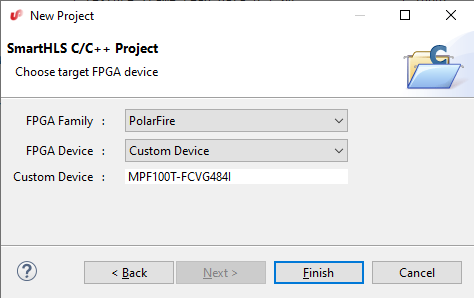 New Project
SmartHLS C/C++ Project
Choose target FPGA device
FPGA Family : PolarFire
FPGA Device : Custom Device
Custom Device : MPF100T-FCVG484I
? < Back Next > Finish Cancel